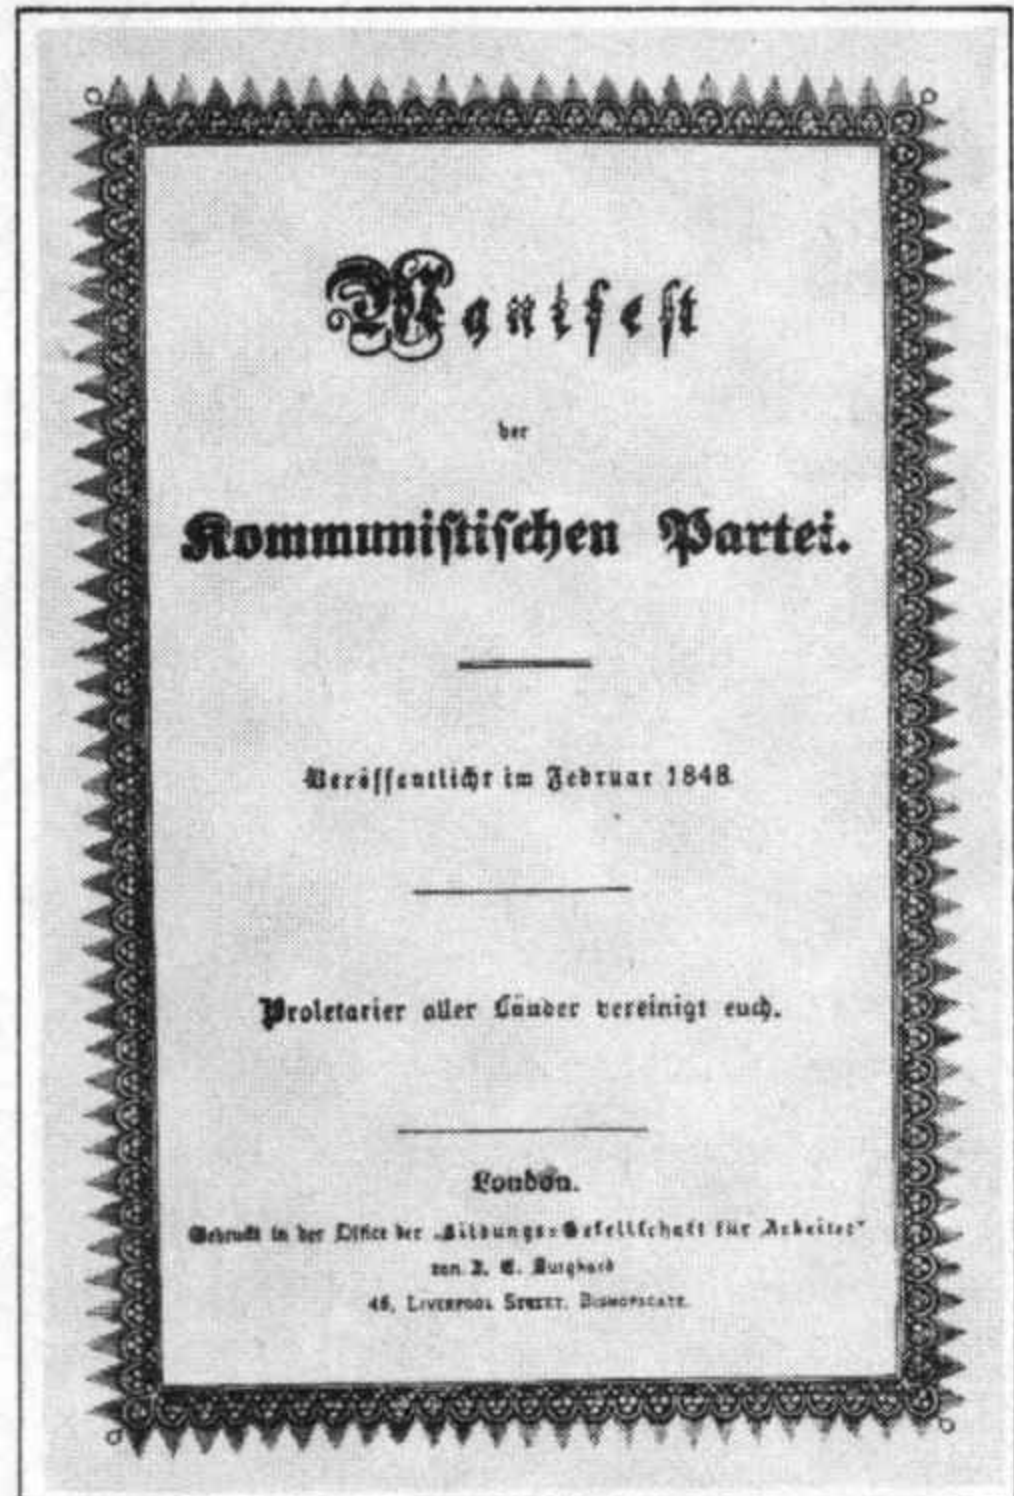 Manifest
der
Kommunistischen Partei.
Veröffentlicht im Februar 1848.
Proletarier aller Länder vereinigt euch.
London.
Gedruckt in der Office der „Bildungs-Gesellschaft für Arbeiter“
von J. E. Burghard
46, LIVERPOOL STREET, BISHOPSGATE.